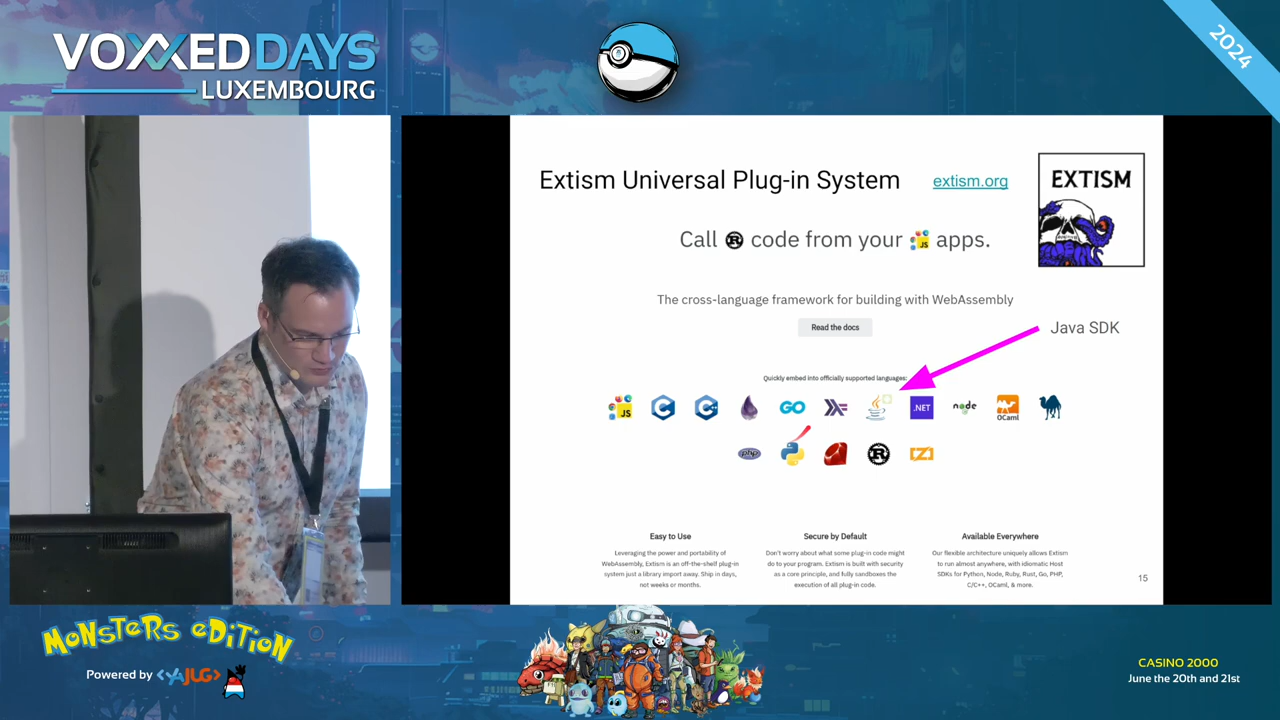 VOXXEDDAYS
LUXEMBOURG
2024
Extism Universal Plug-in System
extism.org
EXTISM
Call R code from your JS apps.
The cross-language framework for building with WebAssembly
Read the docs
Java SDK
Quickly embed into officially supported languages:
JS
C
C++
GO
.NET
node
OCaml
php
R
Easy to Use
Leveraging the power and portability of
WebAssembly, Extism is an off-the-shelf plug-in
system just a library import away. Ship in days,
not weeks or months.
Secure by Default
Don't worry about what some plug-in code might
do to your program. Extism is built with security
as a core principle, and fully sandboxes the
execution of all plug-in code.
Available Everywhere
Our flexible architecture uniquely allows Extism
to run almost anywhere, with idiomatic Host
SDKs for Python, Node, Ruby, Rust, Go, PHP,
C/C++, OCaml, & more.
15
MONSTERS EDITION
Powered by <YAJUG>
CASINO 2000
June the 20th and 21st